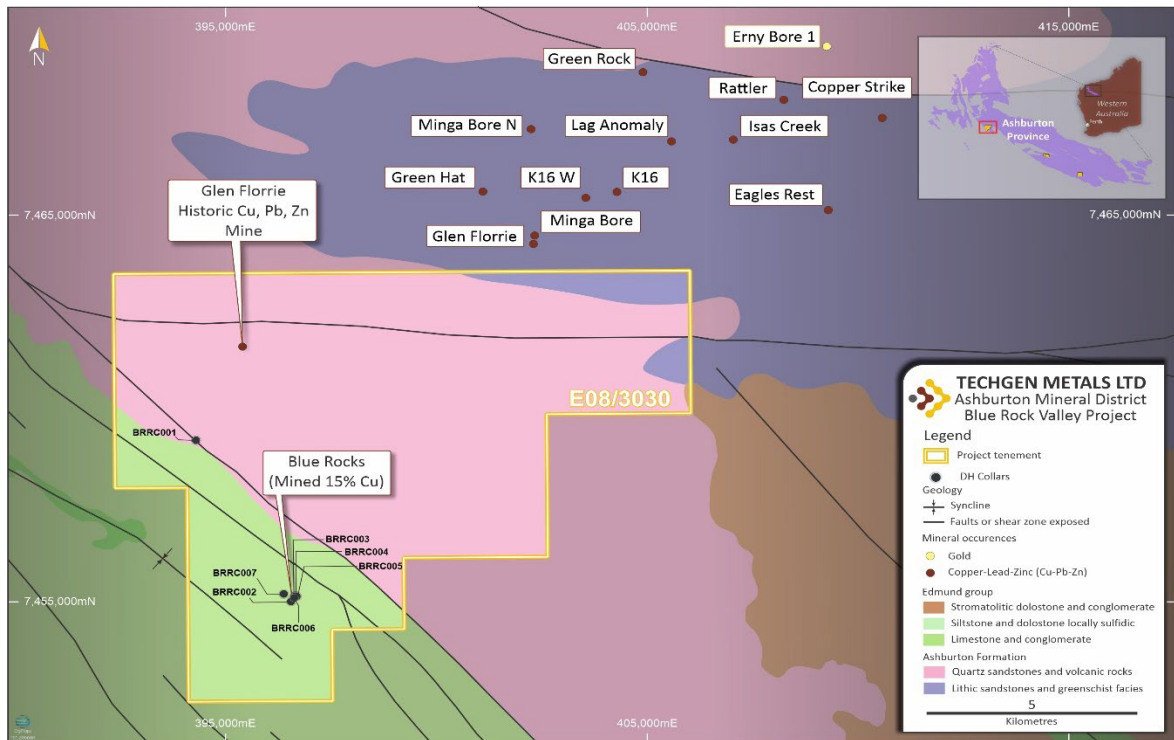 395,000mE
405,000mE
415,000mE
N
Erny Bore 1
Green Rock
Rattler
Copper Strike
Western
Australia
Perth
Ashburton
Province
Minga Bore N
Lag Anomaly
Isas Creek
Green Hat
K16 W
K16
Eagles Rest
Glen Florrie
Historic Cu, Pb, Zn
Mine
7,465,000mN
7,465,000mN
Minga Bore
Glen Florrie
E08/3030
BRRC001
Blue Rocks
(Mined 15% Cu)
BRRC003
BRRC004
BRRC005
BRRC007
BRRC002
BRRC006
7,455,000mN
395,000mE
405,000mE
TECHGEN METALS LTD
Ashburton Mineral District
Blue Rock Valley Project
Legend
Project tenement
DH Collars
Geology
Syncline
Faults or shear zone exposed
Mineral occurences
Gold
Copper-Lead-Zinc (Cu-Pb-Zn)
Edmund group
Stromatolitic dolostone and conglomerate
Siltstone and dolostone locally sulfidic
Limestone and conglomerate
Ashburton Formation
Quartz sandstones and volcanic rocks
Lithic sandstones and greenschist facies
5
Kilometres